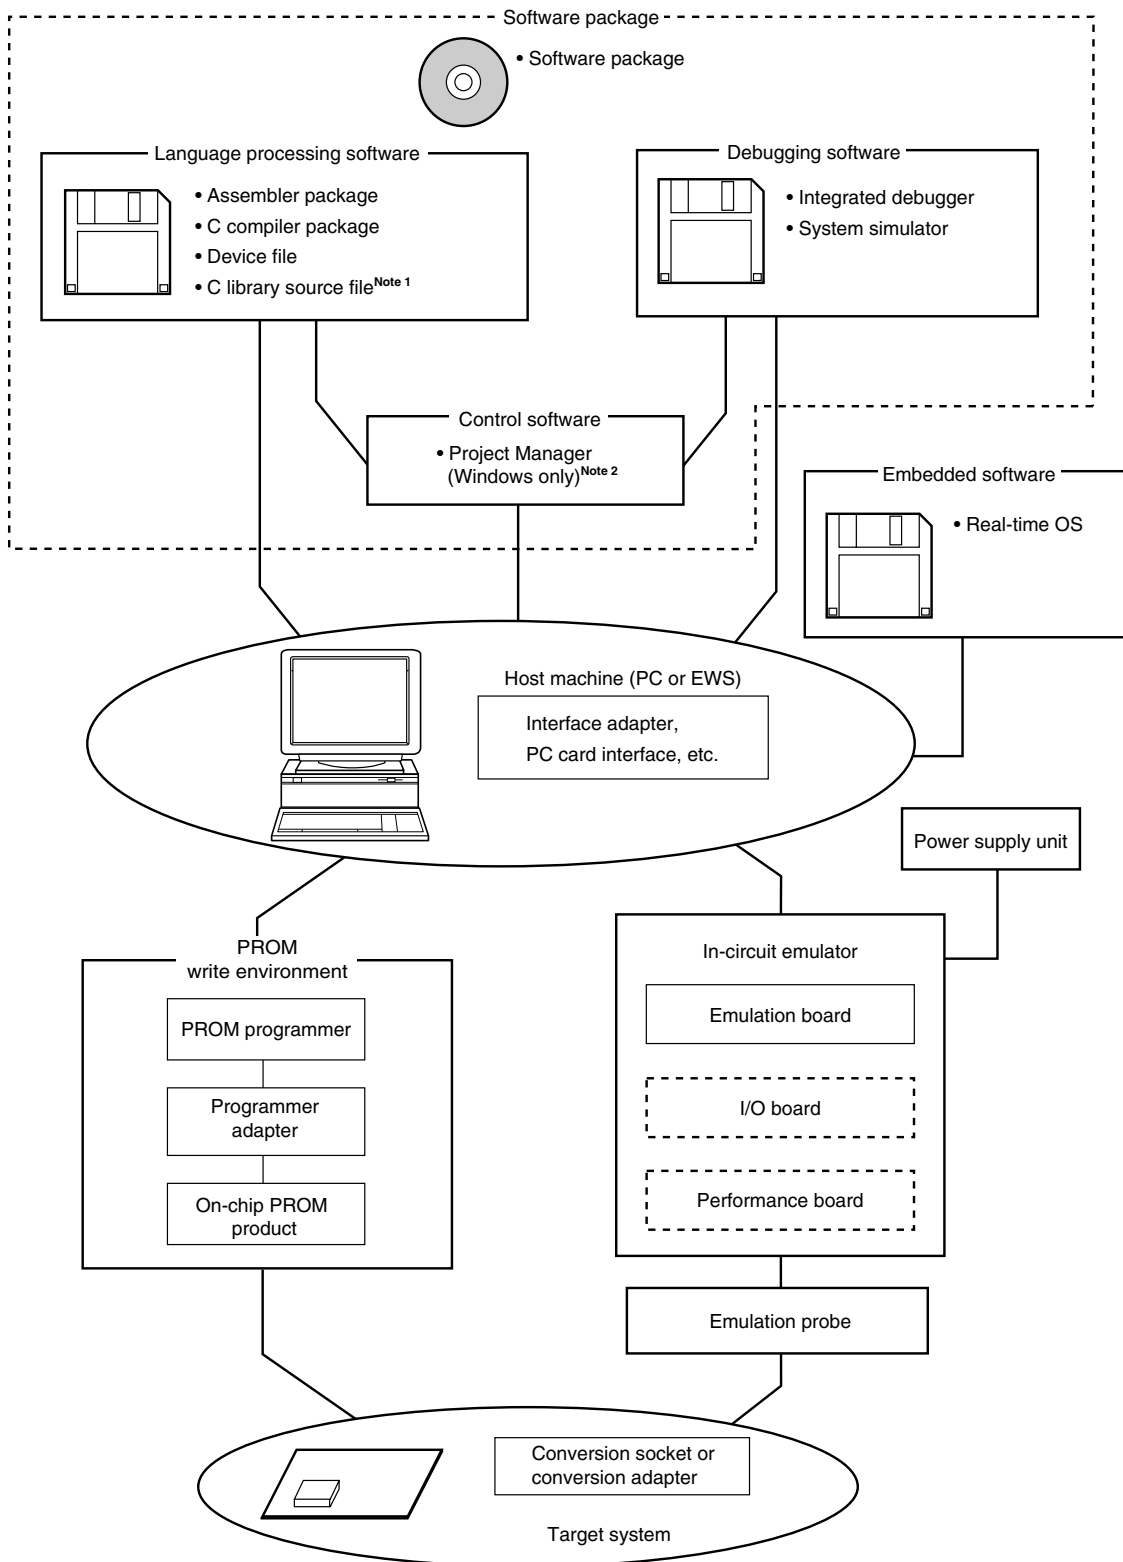 Software package
• Software package
Language processing software
• Assembler package
• C compiler package
• Device file
• C library source file Note 1
Debugging software
• Integrated debugger
• System simulator
Control software
• Project Manager
(Windows only) Note 2
Embedded software
• Real-time OS
Host machine (PC or EWS)
Interface adapter,
PC card interface, etc.
Power supply unit
PROM
write environment
PROM programmer
Programmer
adapter
On-chip PROM
product
In-circuit emulator
Emulation board
I/O board
Performance board
Emulation probe
Conversion socket or
conversion adapter
Target system